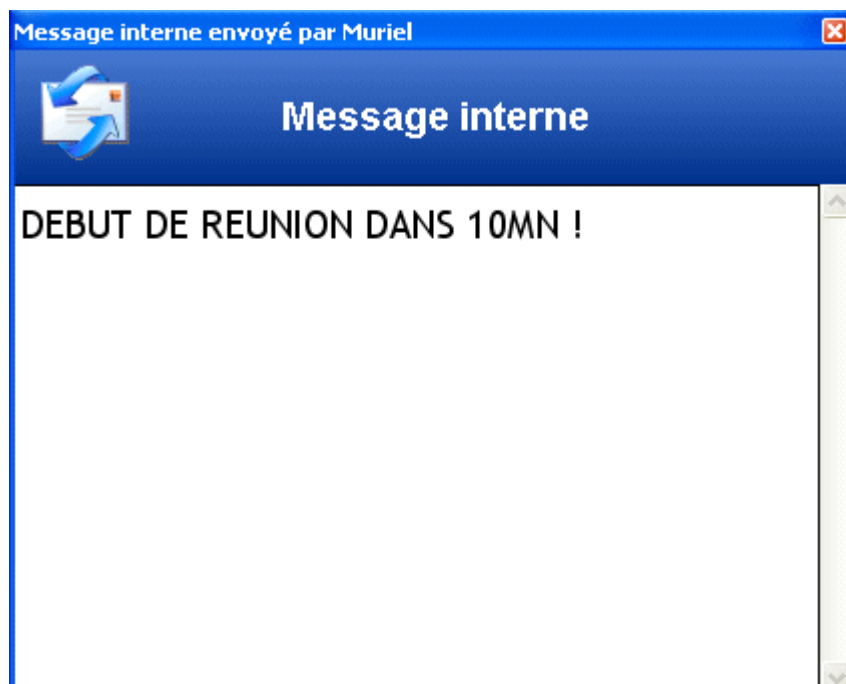 Message interne envoyé par Muriel
Message interne
DEBUT DE REUNION DANS 10MN !